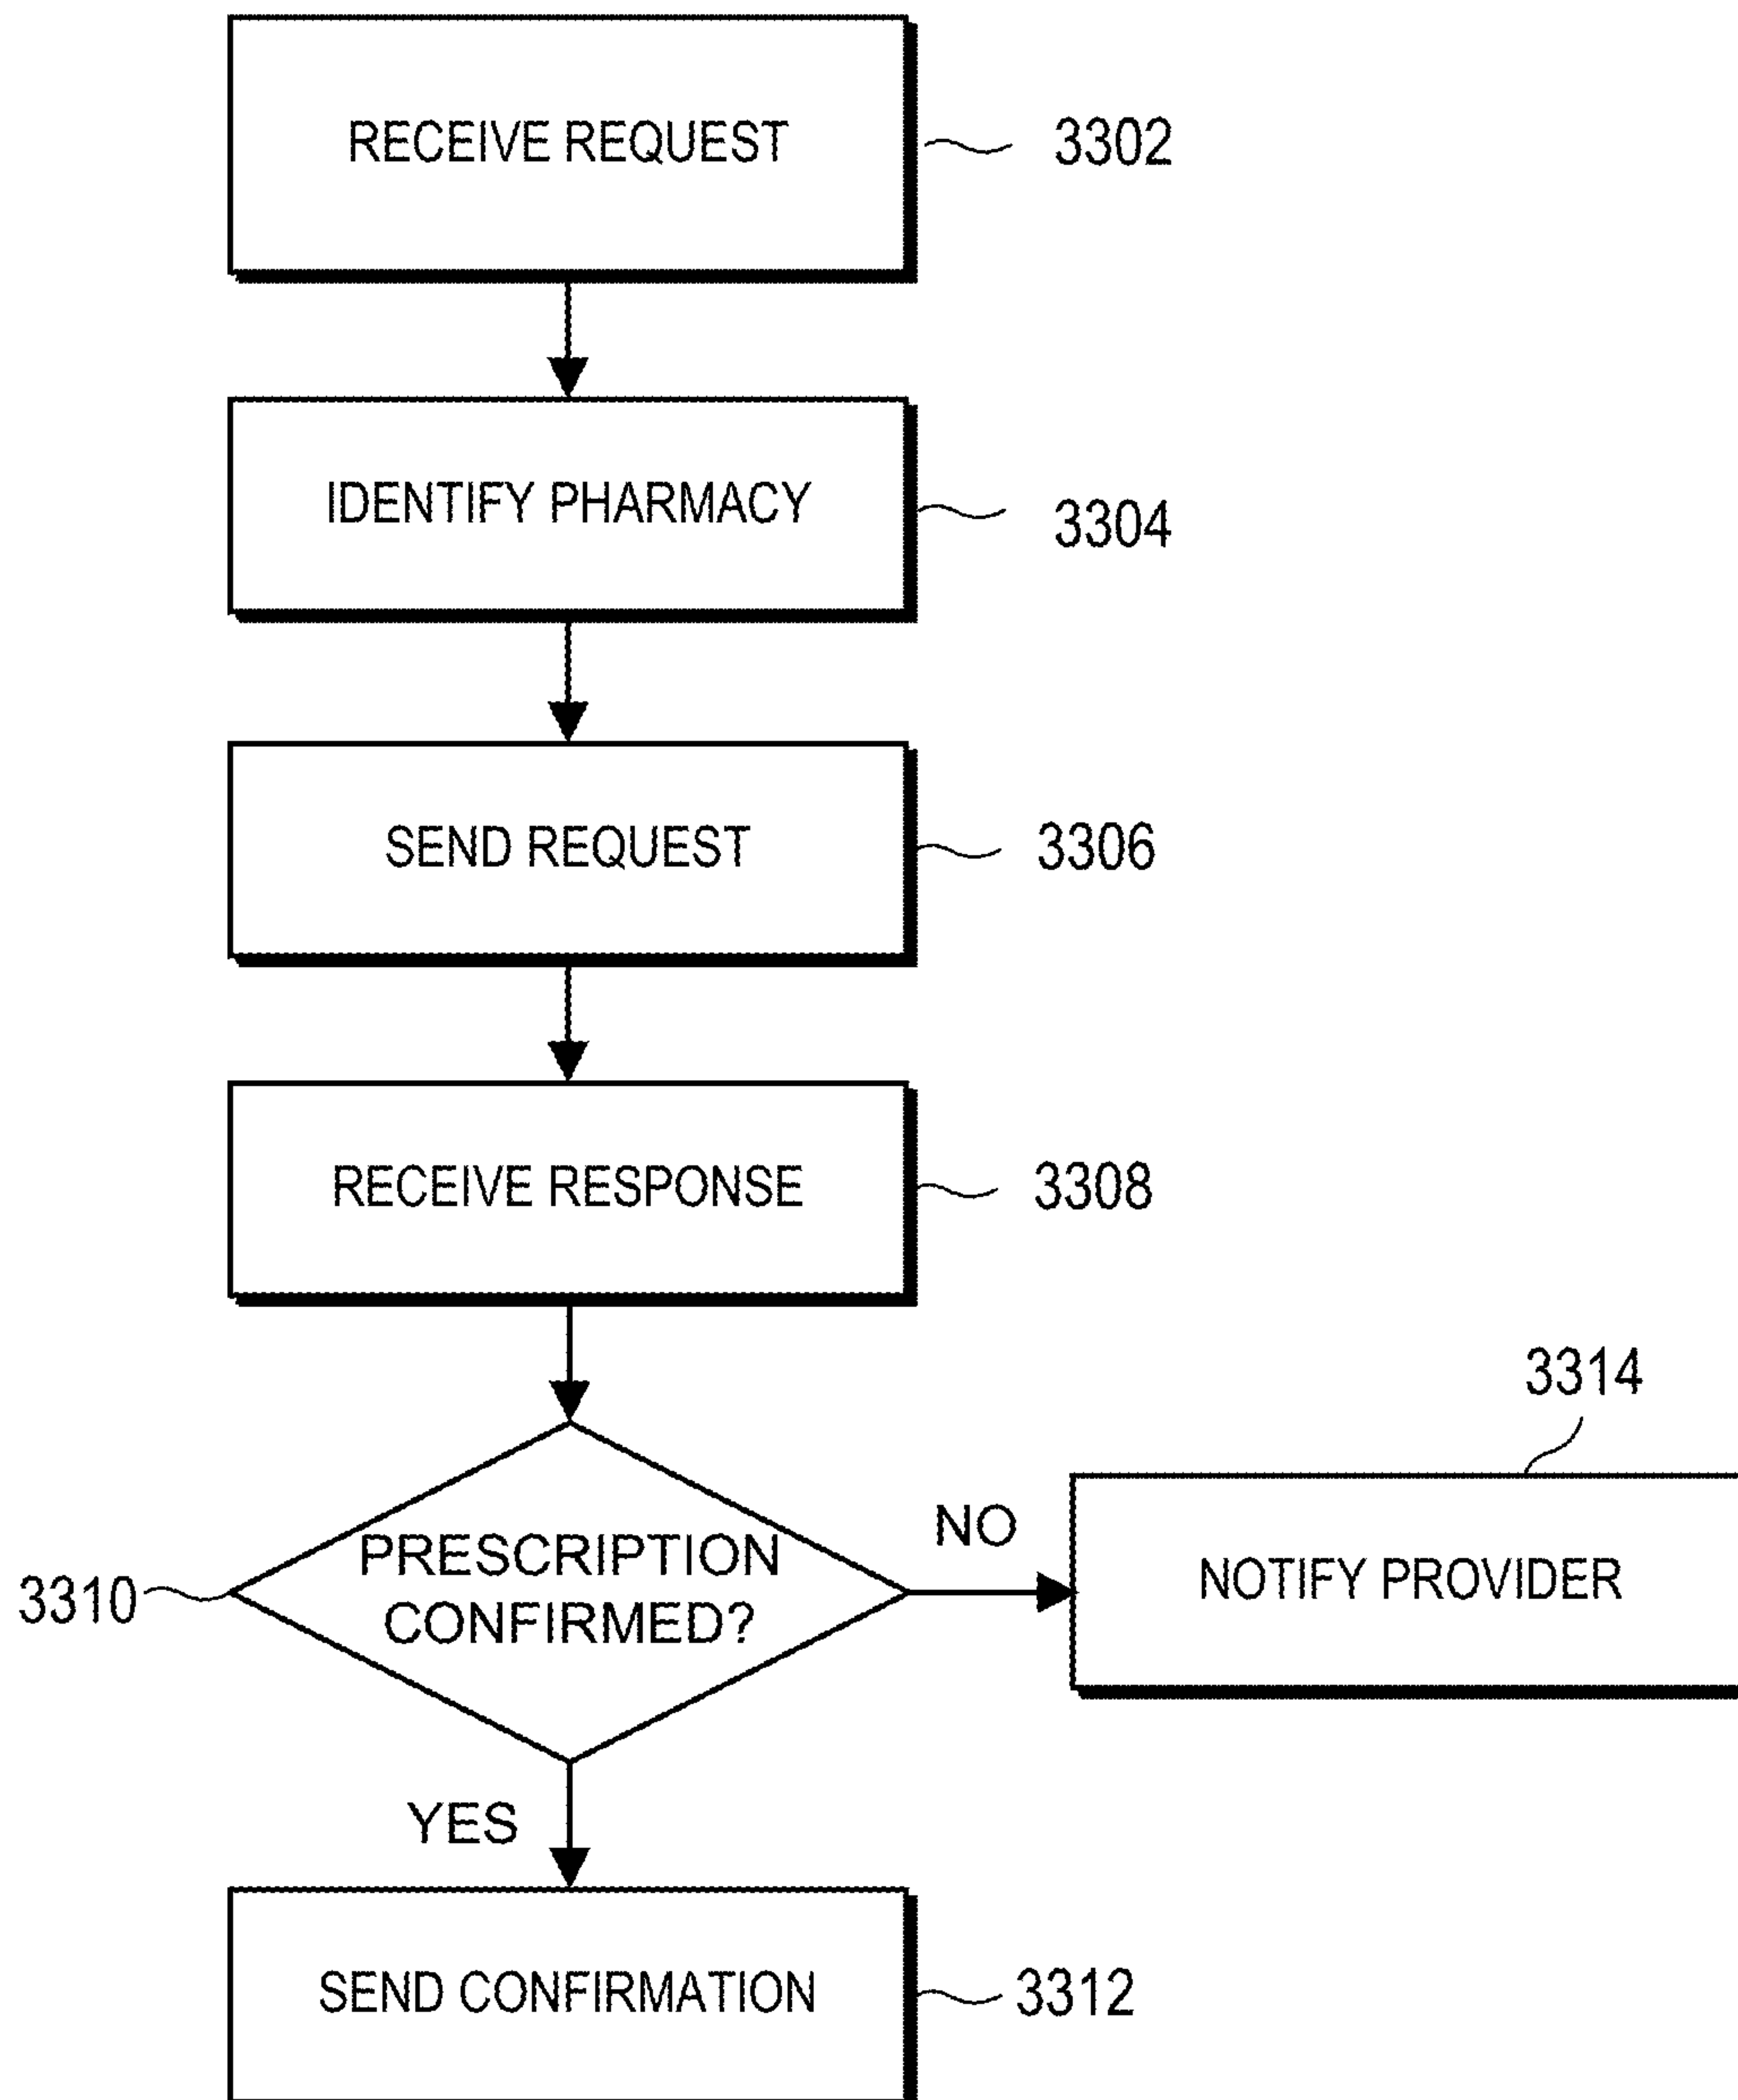 RECEIVE REQUEST
3302
IDENTIFY PHARMACY
3304
SEND REQUEST
3306
RECEIVE RESPONSE
3308
3314
PRESCRIPTION
CONFIRMED?
3310
NO
NOTIFY PROVIDER
YES
SEND CONFIRMATION
3312